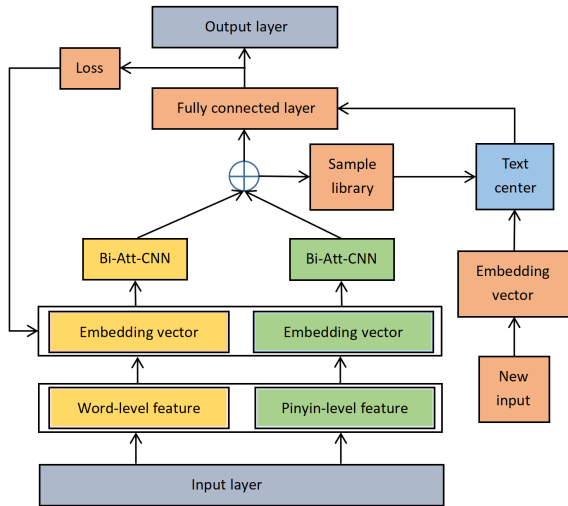 Output layer
Loss
Fully connected layer
Sample
library
Text
center
Bi-Att-CNN
Bi-Att-CNN
Embedding
vector
Embedding vector
Embedding vector
New
input
Word-level feature
Pinyin-level feature
Input layer